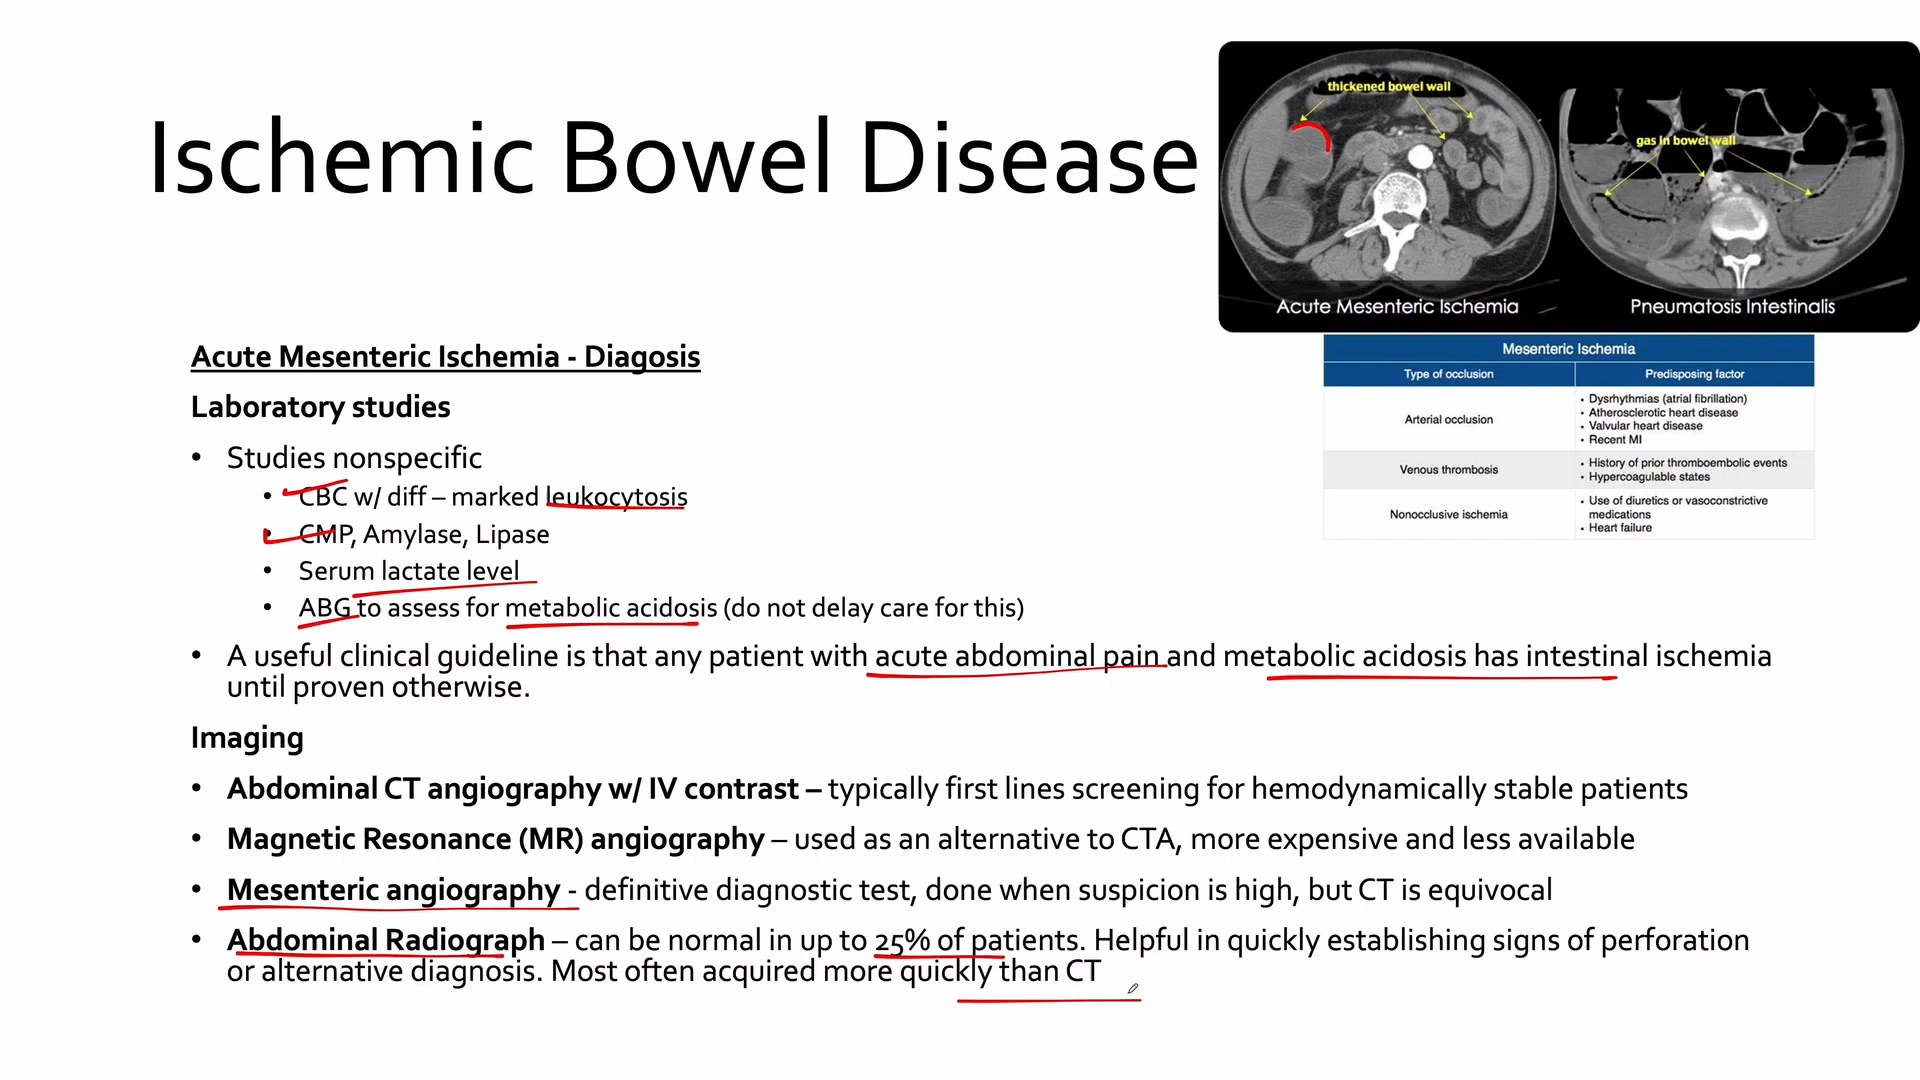 Ischemic Bowel Disease
thickened bowel wall
gas in bowel wall
Acute Mesenteric Ischemia
Pneumatosis Intestinalis
Mesenteric Ischemia
Type of occlusion
Predisposing factor
Arterial occlusion
• Dysrhythmias (atrial fibrillation)
• Atherosclerotic heart disease
• Valvular heart disease
• Recent MI
Venous thrombosis
• History of prior thromboembolic events
• Hypercoagulable states
Nonocclusive ischemia
• Use of diuretics or vasoconstrictive
medications
• Heart failure
Acute Mesenteric Ischemia - Diagosis
Laboratory studies
• Studies nonspecific
• CBC w/ diff – marked leukocytosis
• CMP, Amylase, Lipase
• Serum lactate level
• ABG to assess for metabolic acidosis (do not delay care for this)
• A useful clinical guideline is that any patient with acute abdominal pain and metabolic acidosis has intestinal ischemia
until proven otherwise.
Imaging
• Abdominal CT angiography w/ IV contrast – typically first lines screening for hemodynamically stable patients
• Magnetic Resonance (MR) angiography – used as an alternative to CTA, more expensive and less available
• Mesenteric angiography - definitive diagnostic test, done when suspicion is high, but CT is equivocal
• Abdominal Radiograph – can be normal in up to 25% of patients. Helpful in quickly establishing signs of perforation
or alternative diagnosis. Most often acquired more quickly than CT